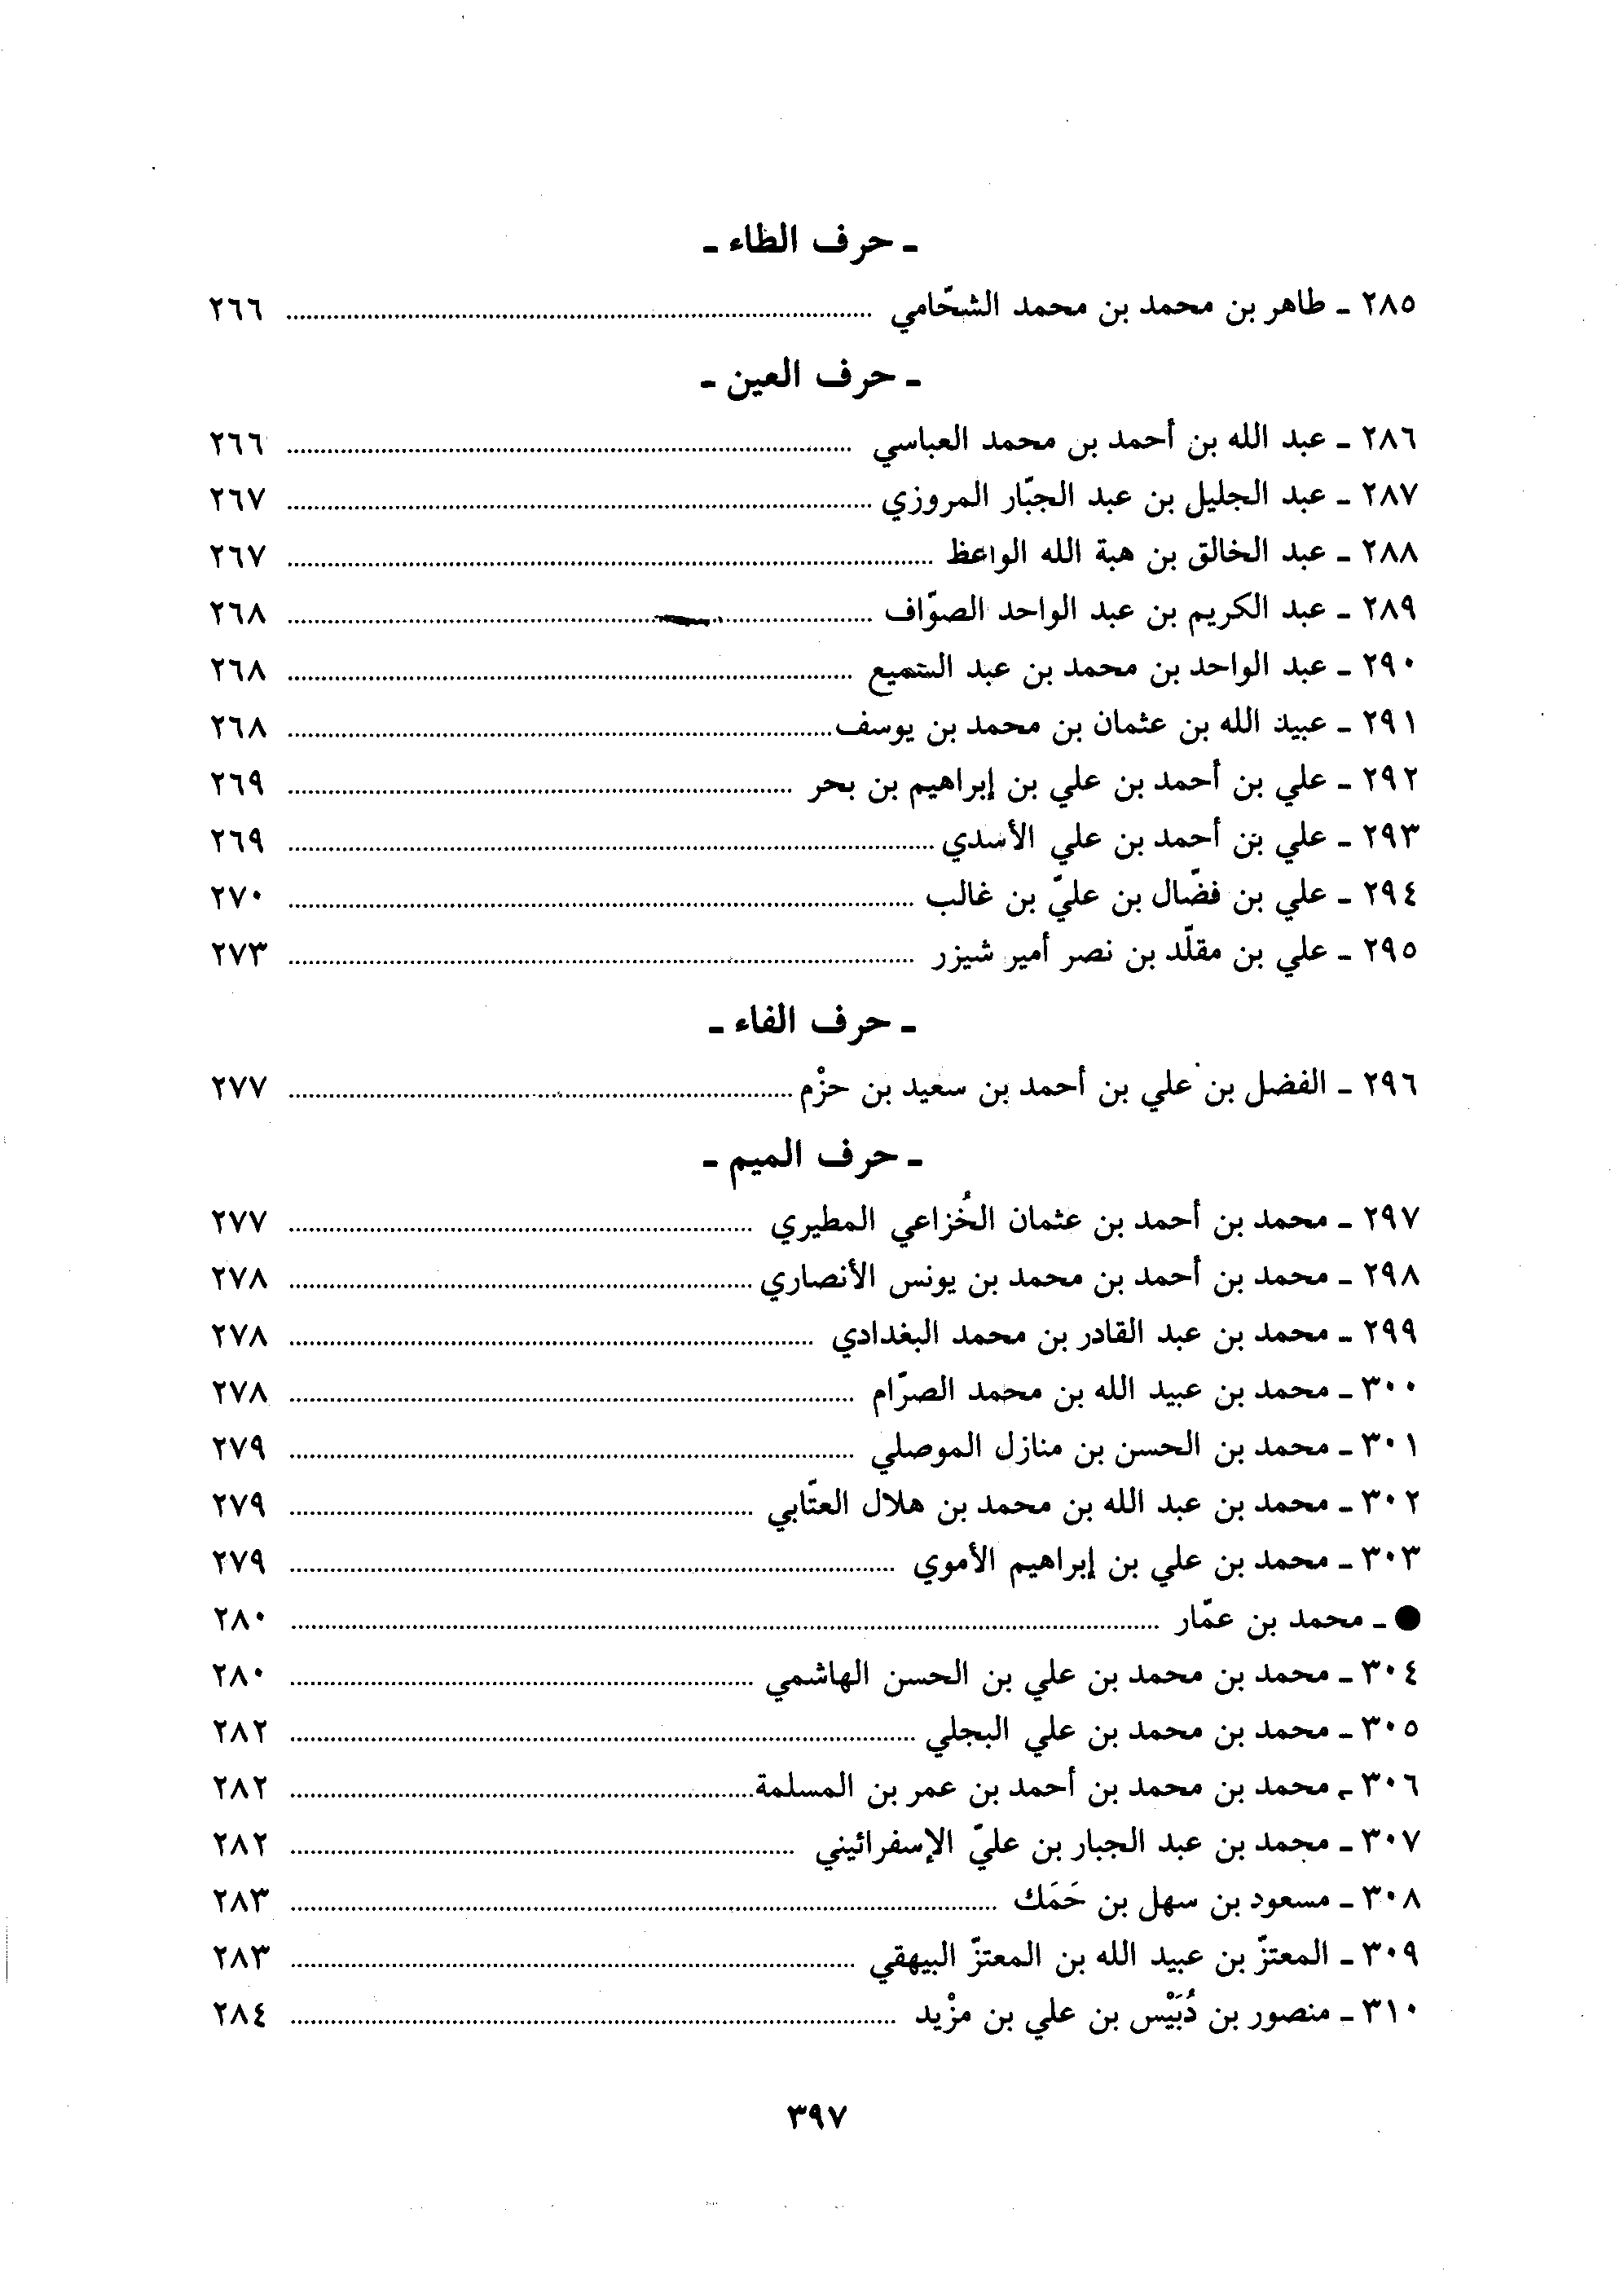 ـ حرف الظاء ـ
٢٨٥ ـ طاهر بن محمد بن محمد الشحّامي ........ ٢٦٦
ـ حرف العين ـ
٢٨٦ ـ عبد الله بن أحمد بن محمد العباسي ........ ٢٦٦
٢٨٧ ـ عبد الجليل بن عبد الجبّار المروزي ........ ٢٦٧
٢٨٨ ـ عبد الخالق بن هبة الله الواعظ ........ ٢٦٧
٢٨٩ ـ عبد الكريم بن عبد الواحد الصوّاف ........ ٢٦٨
٢٩٠ ـ عبد الواحد بن محمد بن عبد السميع ........ ٢٦٨
٢٩١ ـ عبيد الله بن عثمان بن محمد بن يوسف ........ ٢٦٨
٢٩٢ ـ علي بن أحمد بن علي بن إبراهيم بن بحر ........ ٢٦٩
٢٩٣ ـ علي بن أحمد بن علي الأسدي ........ ٢٦٩
٢٩٤ ـ علي بن فضّال بن عليّ بن غالب ........ ٢٧٠
٢٩٥ ـ علي بن مقلّد بن نصر أمير شيزر ........ ٢٧٣
ـ حرف الفاء ـ
٢٩٦ ـ الفضل بن علي بن أحمد بن سعيد بن حزْم ........ ٢٧٧
ـ حرف الميم ـ
٢٩٧ ـ محمد بن أحمد بن عثمان الخُزاعي المطيري ........ ٢٧٧
٢٩٨ ـ محمد بن أحمد بن محمد بن يونس الأنصاري ........ ٢٧٨
٢٩٩ ـ محمد بن عبد القادر بن محمد البغدادي ........ ٢٧٨
٣٠٠ ـ محمد بن عبيد الله بن محمد الصرّام ........ ٢٧٨
٣٠١ ـ محمد بن الحسن بن منازل الموصلي ........ ٢٧٩
٣٠٢ ـ محمد بن عبد الله بن محمد بن هلال العتّابي ........ ٢٧٩
٣٠٣ ـ محمد بن علي بن إبراهيم الأموي ........ ٢٧٩
● ـ محمد بن عمّار ........ ٢٨٠
٣٠٤ ـ محمد بن محمد بن علي بن الحسن الهاشمي ........ ٢٨٠
٣٠٥ ـ محمد بن محمد بن علي البجلي ........ ٢٨٢
٣٠٦ ـ محمد بن محمد بن أحمد بن عمر بن المسلمة ........ ٢٨٢
٣٠٧ ـ محمد بن عبد الجبار بن عليّ الإسفرائيني ........ ٢٨٢
٣٠٨ ـ مسعود بن سهل بن حَمَك ........ ٢٨٣
٣٠٩ ـ المعتزّ بن عبيد الله بن المعتزّ البيهقي ........ ٢٨٣
٣١٠ ـ منصور بن دُبَيْس بن علي بن مزْيد ........ ٢٨٤
٣٩٧